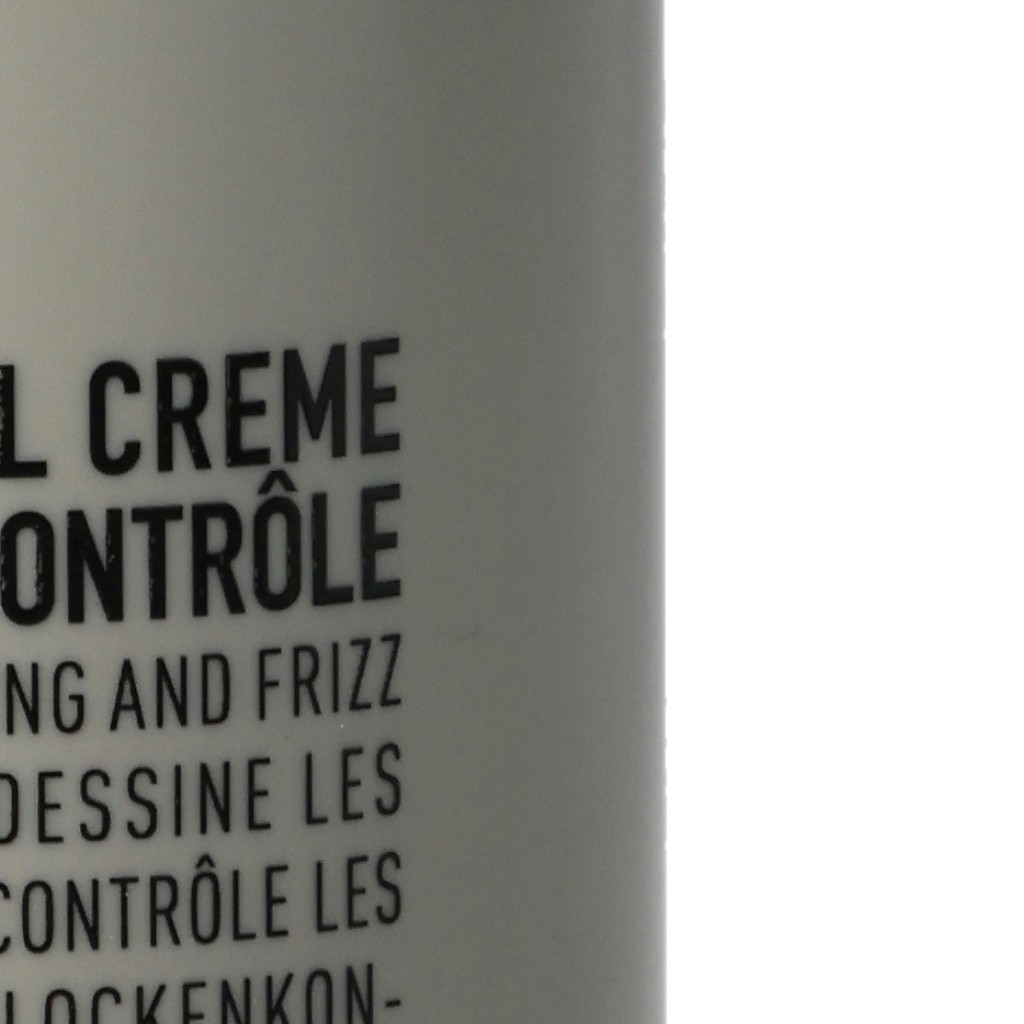 L CREME
ONTRÔLE
NG AND FRIZZ
DESSINE LES
CONTRÔLE LES
LOCKENKON-